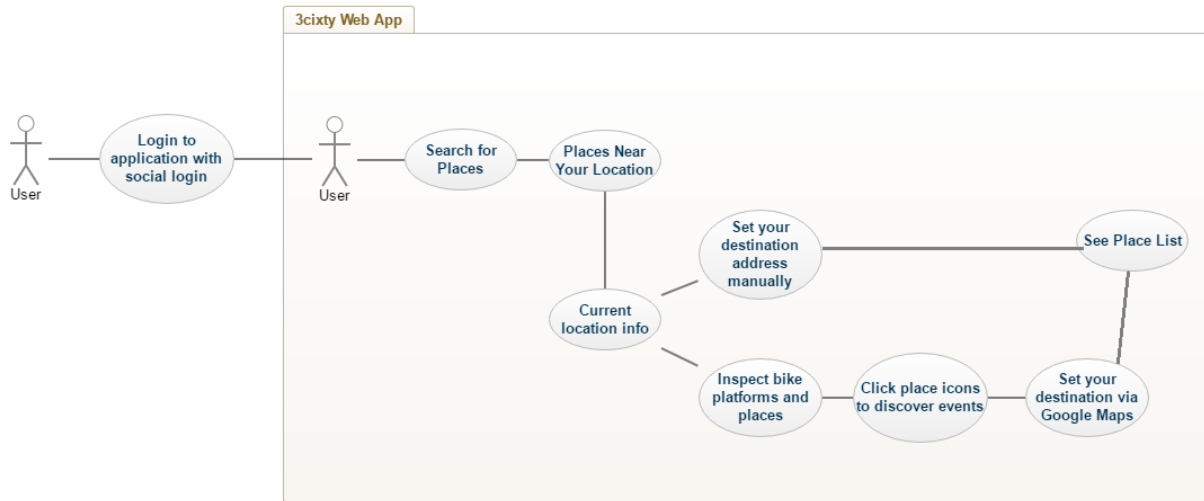 3cixty Web App
Login to
application with
social login
User
User
Search for
Places
Places Near
Your Location
Set your
destination
address
manually
See Place List
Current
location info
Inspect bike
platforms and
places
Click place icons
to discover events
Set your
destination via
Google Maps